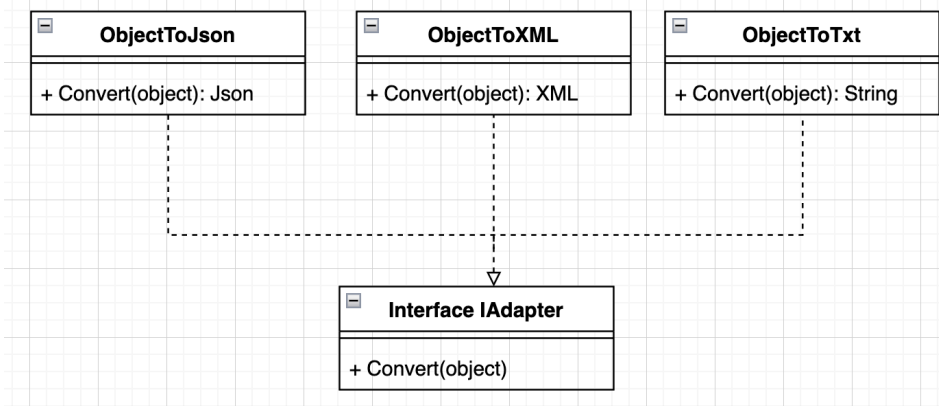 ObjectToJson
+ Convert(object): Json
ObjectToXML
+ Convert(object): XML
ObjectToTxt
+ Convert(object): String
Interface IAdapter
+ Convert(object)